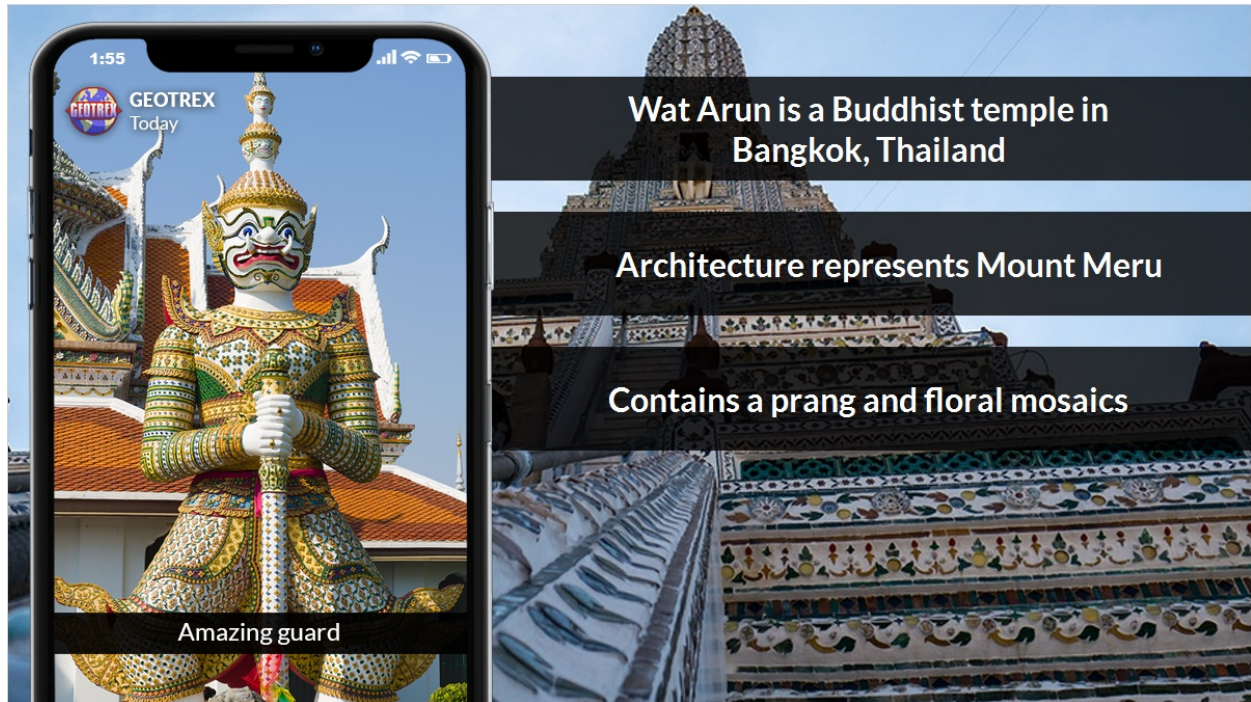 1:55
GEOTREX
GEOTREX
Today
Amazing guard
Wat Arun is a Buddhist temple in
Bangkok, Thailand
Architecture represents Mount Meru
Contains a prang and floral mosaics